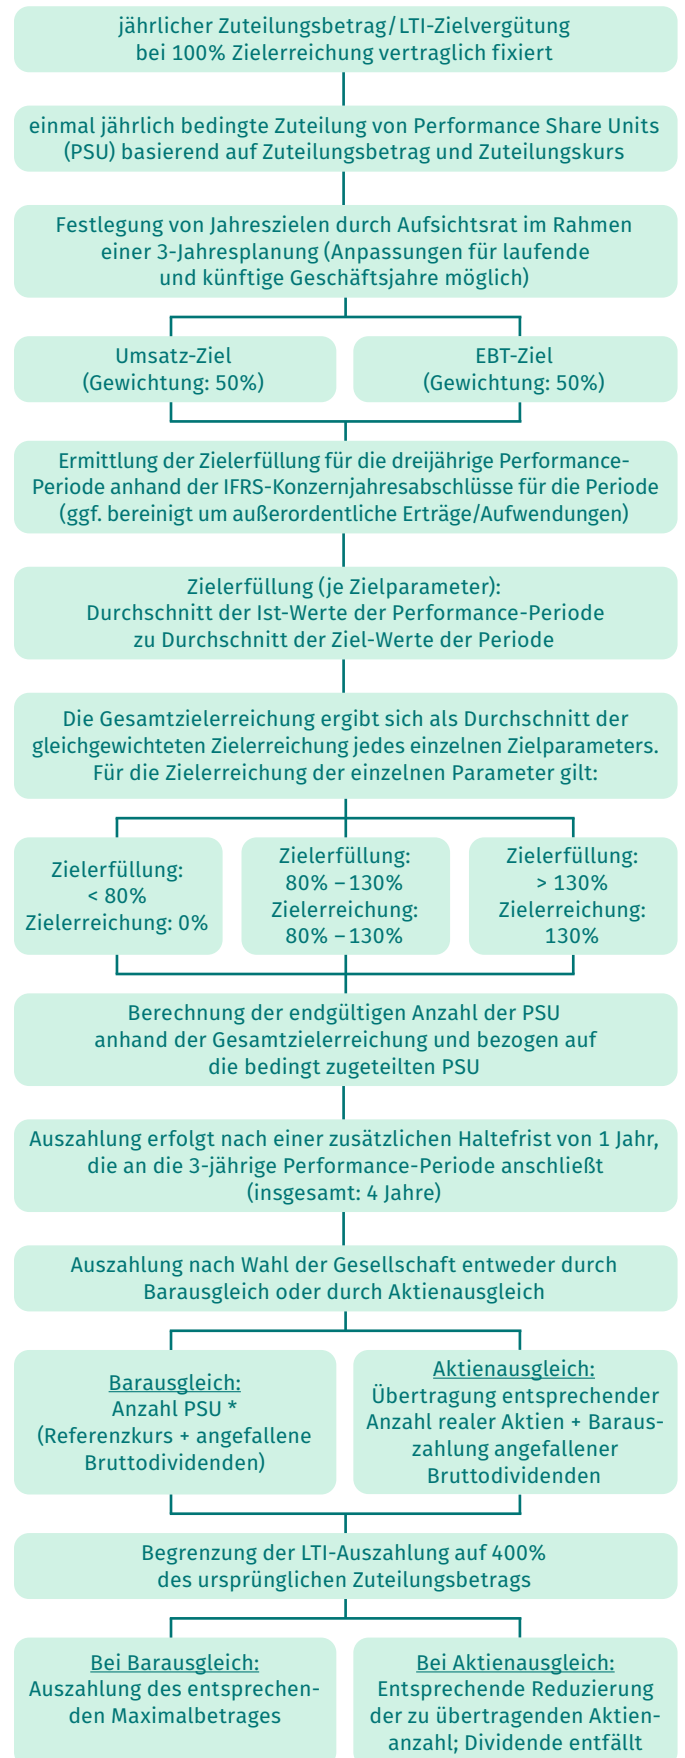 jährlicher Zuteilungsbetrag/LTI-Zielvergütung
bei 100% Zielerreichung vertraglich fixiert
einmal jährlich bedingte Zuteilung von Performance Share Units
(PSU) basierend auf Zuteilungsbetrag und Zuteilungskurs
Festlegung von Jahreszielen durch Aufsichtsrat im Rahmen
einer 3-Jahresplanung (Anpassungen für laufende
und künftige Geschäftsjahre möglich)
Umsatz-Ziel
(Gewichtung: 50%)
EBT-Ziel
(Gewichtung: 50%)
Ermittlung der Zielerfüllung für die dreijährige Performance-
Periode anhand der IFRS-Konzernjahresabschlüsse für die Periode
(ggf. bereinigt um außerordentliche Erträge/Aufwendungen)
Zielerfüllung (je Zielparameter):
Durchschnitt der Ist-Werte der Performance-Periode
zu Durchschnitt der Ziel-Werte der Periode
Die Gesamtzielerreichung ergibt sich als Durchschnitt der
gleichgewichteten Zielerreichung jedes einzelnen Zielparameters.
Für die Zielerreichung der einzelnen Parameter gilt:
Zielerfüllung:
< 80%
Zielerreichung: 0%
Zielerfüllung:
80% – 130%
Zielerreichung:
80% – 130%
Zielerfüllung:
> 130%
Zielerreichung:
130%
Berechnung der endgültigen Anzahl der PSU
anhand der Gesamtzielerreichung und bezogen auf
die bedingt zugeteilten PSU
Auszahlung erfolgt nach einer zusätzlichen Haltefrist von 1 Jahr,
die an die 3-jährige Performance-Periode anschließt
(insgesamt: 4 Jahre)
Auszahlung nach Wahl der Gesellschaft entweder durch
Barausgleich oder durch Aktienausgleich
Barausgleich:
Anzahl PSU *
(Referenzkurs + angefallene
Bruttodividenden)
Aktienausgleich:
Übertragung entsprechender
Anzahl realer Aktien + Baraus-
zahlung angefallener
Bruttodividenden
Begrenzung der LTI-Auszahlung auf 400%
des ursprünglichen Zuteilungsbetrags
Bei Barausgleich:
Auszahlung des entsprechen-
den Maximalbetrages
Bei Aktienausgleich:
Entsprechende Reduzierung
der zu übertragenden Aktien-
anzahl; Dividende entfällt